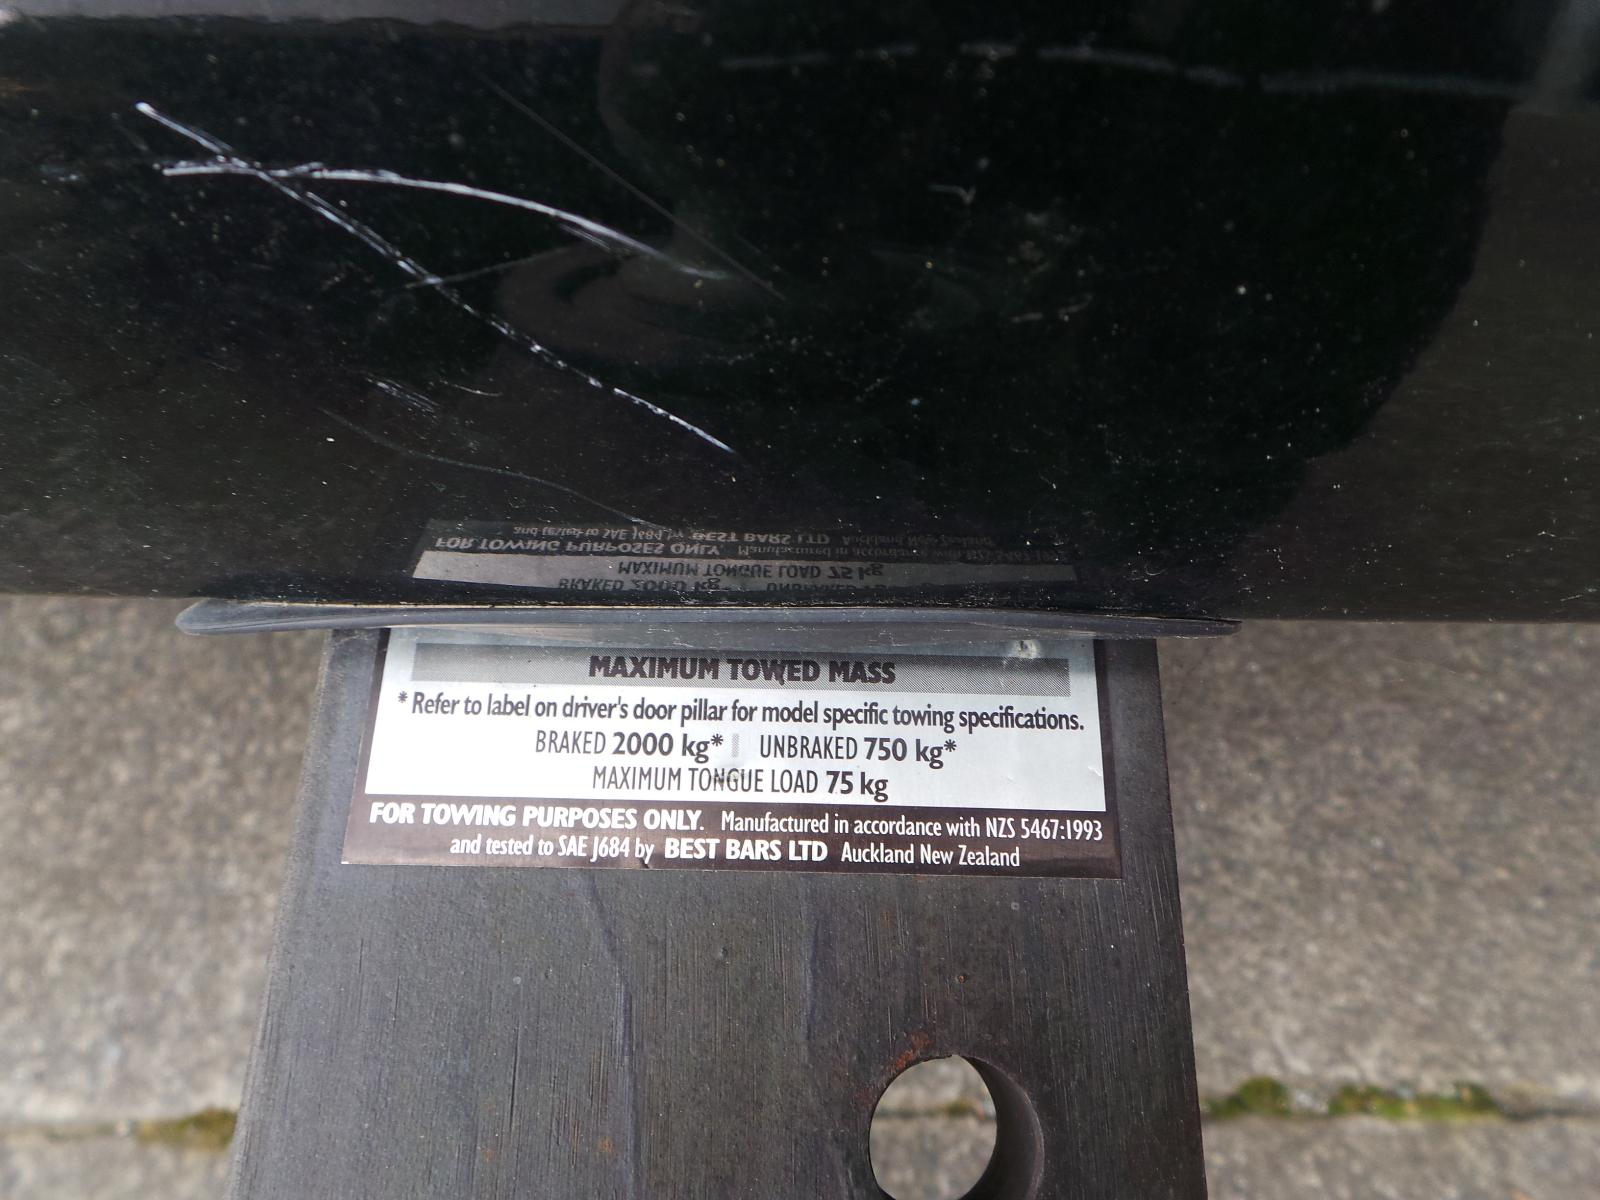 MAXIMUM TOWED MASS
* Refer to label on driver's door pillar for model specific towing specifications.
BRAKED 2000 kg* UNBRAKED 750 kg*
MAXIMUM TONGUE LOAD 75 kg
FOR TOWING PURPOSES ONLY. Manufactured in accordance with NZS 5467:1993
and tested to SAE J684 by BEST BARS LTD Auckland New Zealand